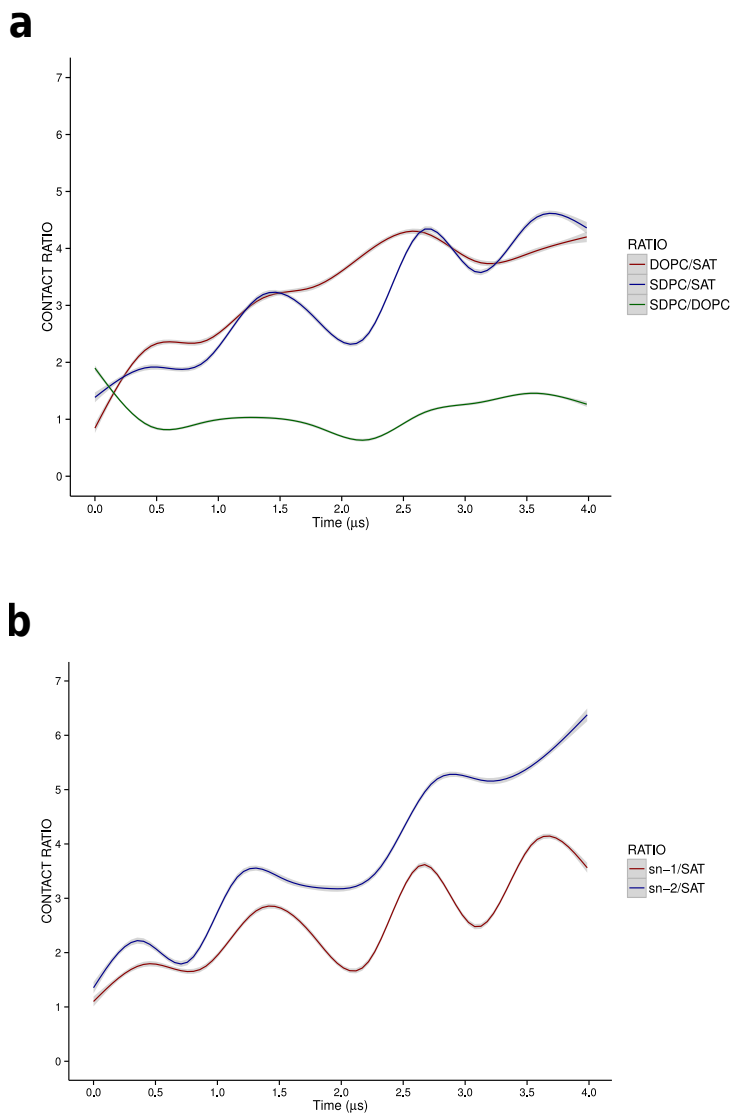 a
7
6
5
4
3
2
1
0
CONTACT RATIO
0.0 0.5 1.0 1.5 2.0 2.5 3.0 3.5 4.0
Time (μs)
RATIO
DOPC/SAT
SDPC/SAT
SDPC/DOPC
b
7
6
5
4
3
2
1
0
CONTACT RATIO
0.0 0.5 1.0 1.5 2.0 2.5 3.0 3.5 4.0
Time (μs)
RATIO
sn−1/SAT
sn−2/SAT